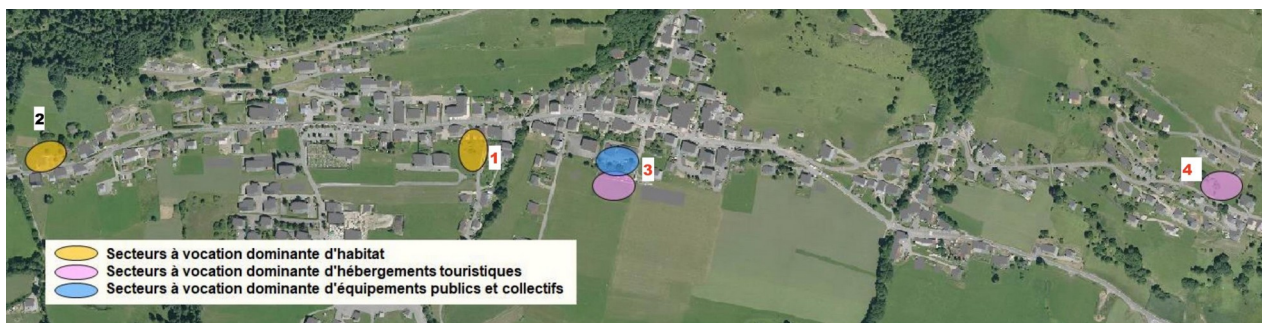 2
1
3
4
Secteurs à vocation dominante d'habitat
Secteurs à vocation dominante d'hébergements touristiques
Secteurs à vocation dominante d'équipements publics et collectifs